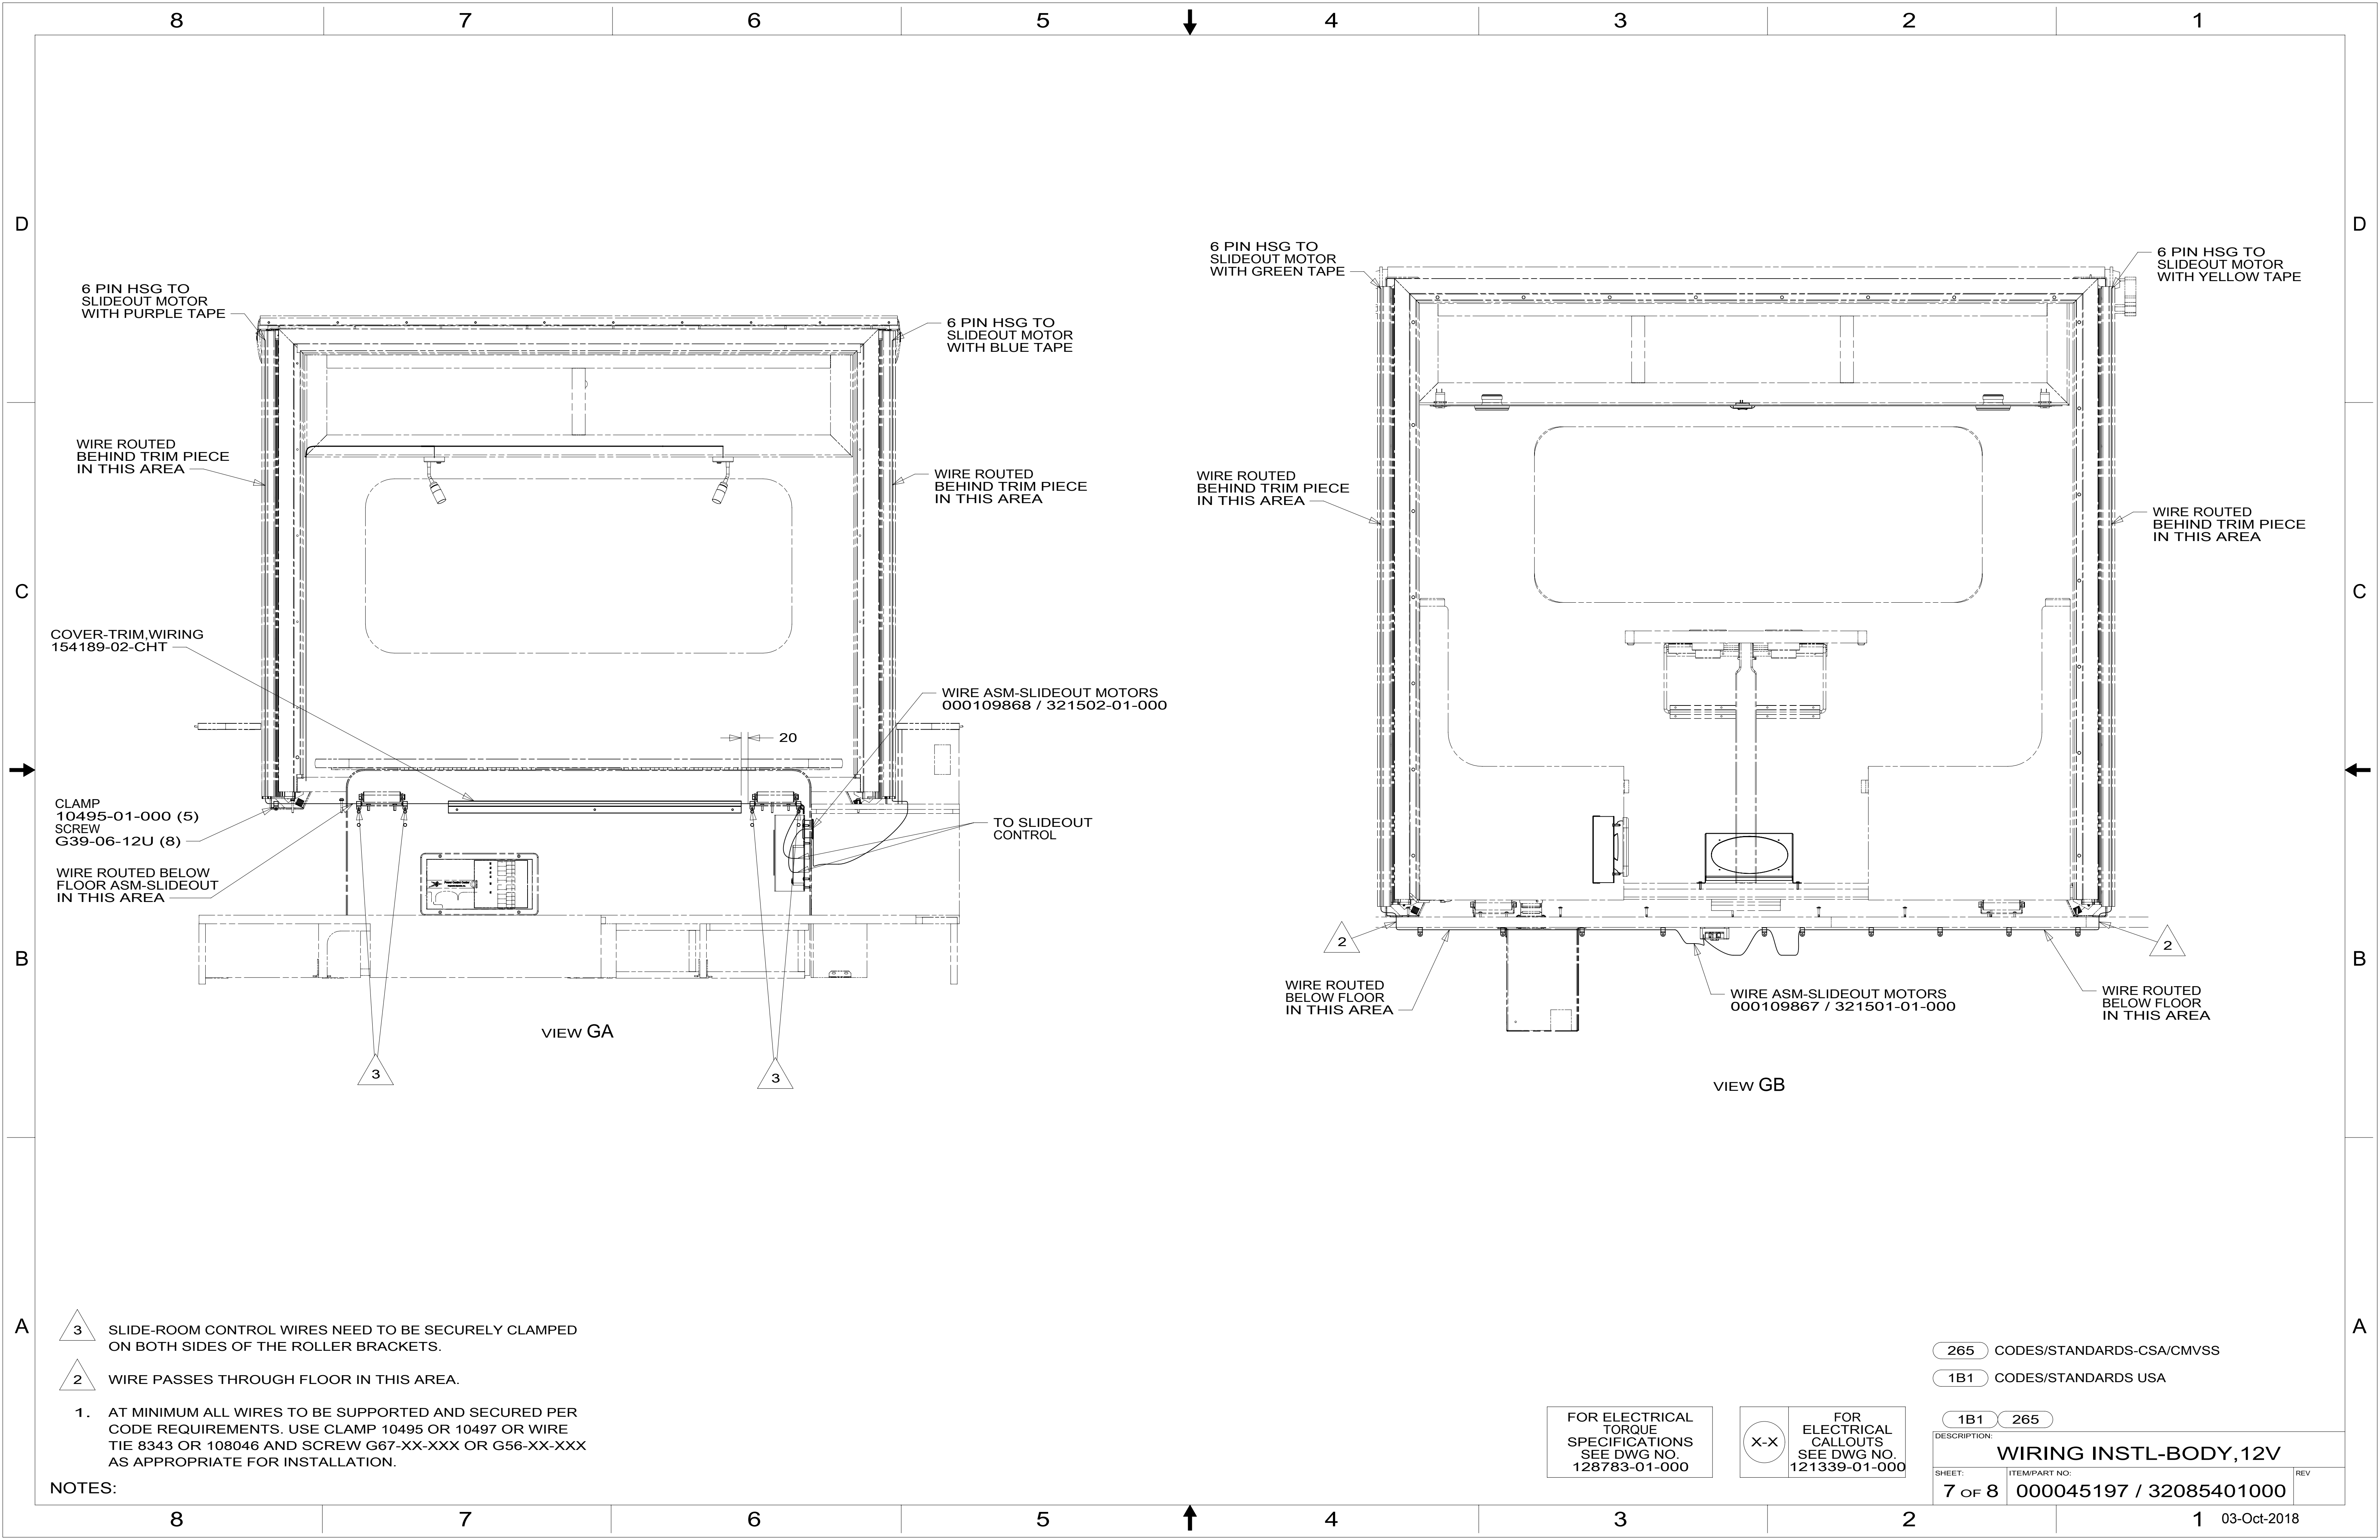 8 7 6 5 4 3 2 1
D
D
C
C
B
B
A
A
6 PIN HSG TO
SLIDEOUT MOTOR
WITH PURPLE TAPE
6 PIN HSG TO
SLIDEOUT MOTOR
WITH BLUE TAPE
WIRE ROUTED
BEHIND TRIM PIECE
IN THIS AREA
WIRE ROUTED
BEHIND TRIM PIECE
IN THIS AREA
COVER-TRIM,WIRING
154189-02-CHT
WIRE ASM-SLIDEOUT MOTORS
000109868 / 321502-01-000
20
CLAMP
10495-01-000 (5)
SCREW
G39-06-12U (8)
TO SLIDEOUT
CONTROL
WIRE ROUTED BELOW
FLOOR ASM-SLIDEOUT
IN THIS AREA
VIEW GA
3
3
6 PIN HSG TO
SLIDEOUT MOTOR
WITH GREEN TAPE
6 PIN HSG TO
SLIDEOUT MOTOR
WITH YELLOW TAPE
WIRE ROUTED
BEHIND TRIM PIECE
IN THIS AREA
WIRE ROUTED
BEHIND TRIM PIECE
IN THIS AREA
2
2
WIRE ROUTED
BELOW FLOOR
IN THIS AREA
WIRE ASM-SLIDEOUT MOTORS
000109867 / 321501-01-000
WIRE ROUTED
BELOW FLOOR
IN THIS AREA
VIEW GB
3 SLIDE-ROOM CONTROL WIRES NEED TO BE SECURELY CLAMPED
ON BOTH SIDES OF THE ROLLER BRACKETS.
2 WIRE PASSES THROUGH FLOOR IN THIS AREA.
1. AT MINIMUM ALL WIRES TO BE SUPPORTED AND SECURED PER
CODE REQUIREMENTS. USE CLAMP 10495 OR 10497 OR WIRE
TIE 8343 OR 108046 AND SCREW G67-XX-XXX OR G56-XX-XXX
AS APPROPRIATE FOR INSTALLATION.
NOTES:
FOR ELECTRICAL
TORQUE
SPECIFICATIONS
SEE DWG NO.
128783-01-000
X-X
FOR
ELECTRICAL
CALLOUTS
SEE DWG NO.
121339-01-000
265 CODES/STANDARDS-CSA/CMVSS
1B1 CODES/STANDARDS USA
1B1 265
DESCRIPTION:
WIRING INSTL-BODY,12V
SHEET: ITEM/PART NO: REV
7 OF 8 000045197 / 32085401000
8 7 6 5 4 3 2 1
03-Oct-2018